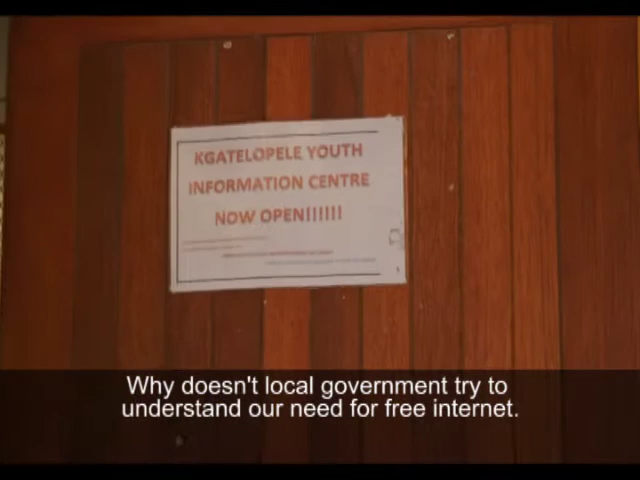 KGATELOPELE YOUTH
INFORMATION CENTRE
NOW OPEN!!!!!!
Why doesn't local government try to
understand our need for free internet.